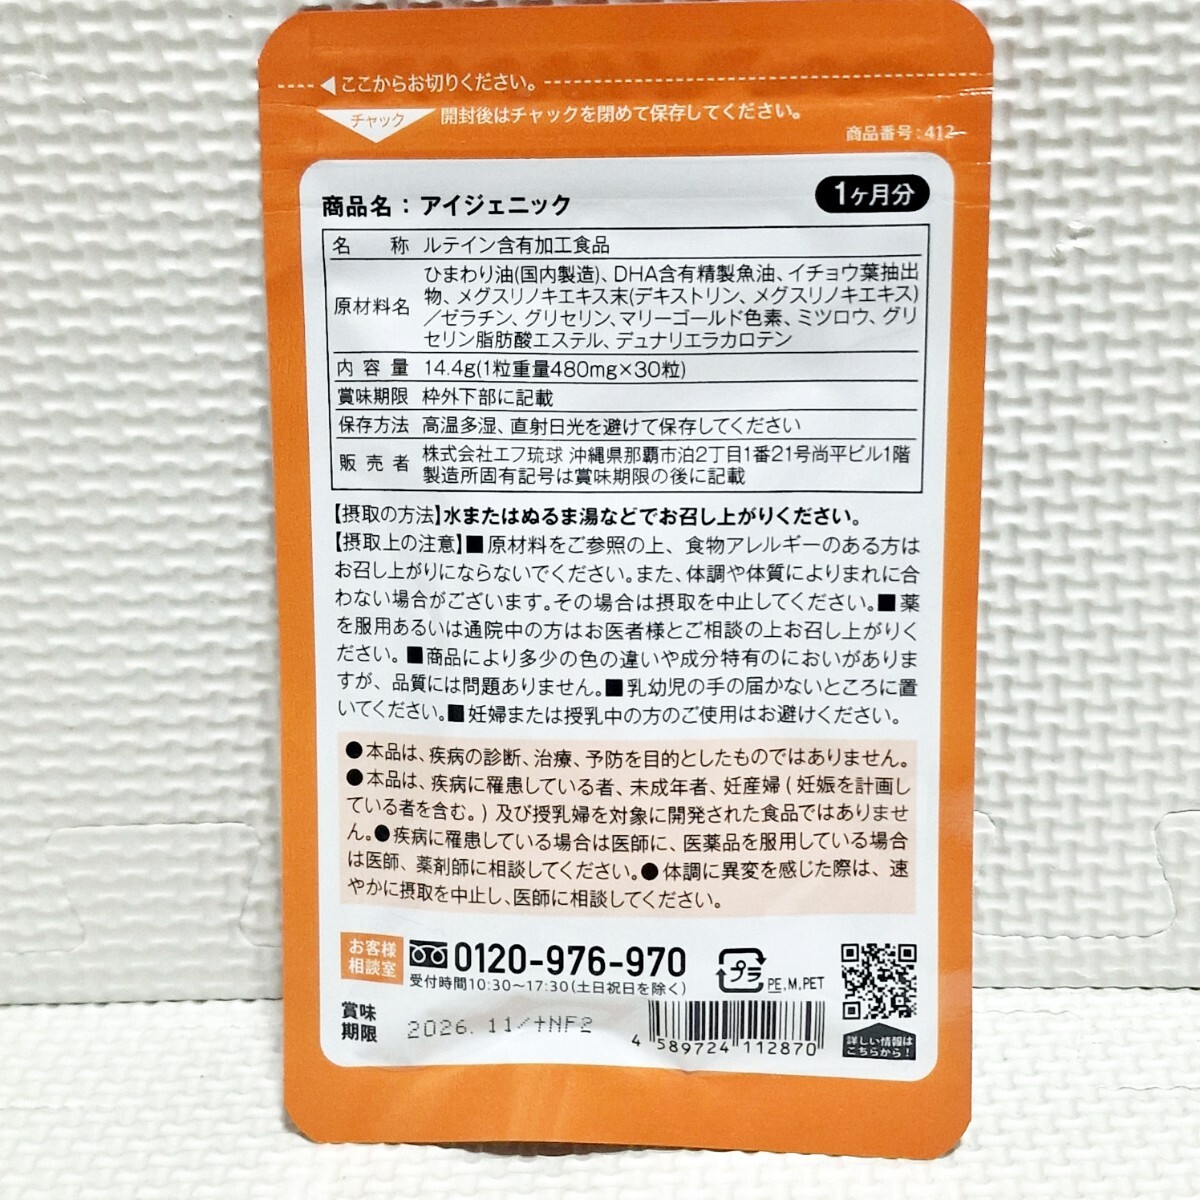 ◀ここからお切りください。
チャック
開封後はチャックを閉めて保存してください。
商品番号:412
商品名：アイジェニック
1ヶ月分
名称 ルテイン含有加工食品
原材料名 ひまわり油(国内製造)、DHA含有精製魚油、イチョウ葉抽出
物、メグスリノキエキス末(デキストリン、メグスリノキエキス)
／ゼラチン、グリセリン、マリーゴールド色素、ミツロウ、グリ
セリン脂肪酸エステル、デュナリエラカロテン
内容量 14.4g(1粒重量480mg×30粒)
賞味期限 枠外下部に記載
保存方法 高温多湿、直射日光を避けて保存してください
販売者 株式会社エフ琉球 沖縄県那覇市泊2丁目1番21号尚平ビル1階
製造所固有記号は賞味期限の後に記載
【摂取の方法】水またはぬるま湯などでお召し上がりください。
【摂取上の注意】■原材料をご参照の上、食物アレルギーのある方は
お召し上がりにならないでください。また、体調や体質によりまれに合
わない場合がございます。その場合は摂取を中止してください。■薬
を服用あるいは通院中の方はお医者様とご相談の上お召し上がりく
ださい。■商品により多少の色の違いや成分特有のにおいがありま
すが、品質には問題ありません。■乳幼児の手の届かないところに置
いてください。■妊婦または授乳中の方のご使用はお避けください。
●本品は、疾病の診断、治療、予防を目的としたものではありません。
●本品は、疾病に罹患している者、未成年者、妊産婦(妊娠を計画し
ている者を含む。)及び授乳婦を対象に開発された食品ではありませ
ん。●疾病に罹患している場合は医師に、医薬品を服用している場合
は医師、薬剤師に相談してください。●体調に異変を感じた際は、速
やかに摂取を中止し、医師に相談してください。
お客様
相談室
0120-976-970
受付時間10:30〜17:30(土日祝日を除く)
プラ
PE,M,PET
賞味
期限
2026.11/+NF2
4 589724 112870
詳しい情報は
こちらから！